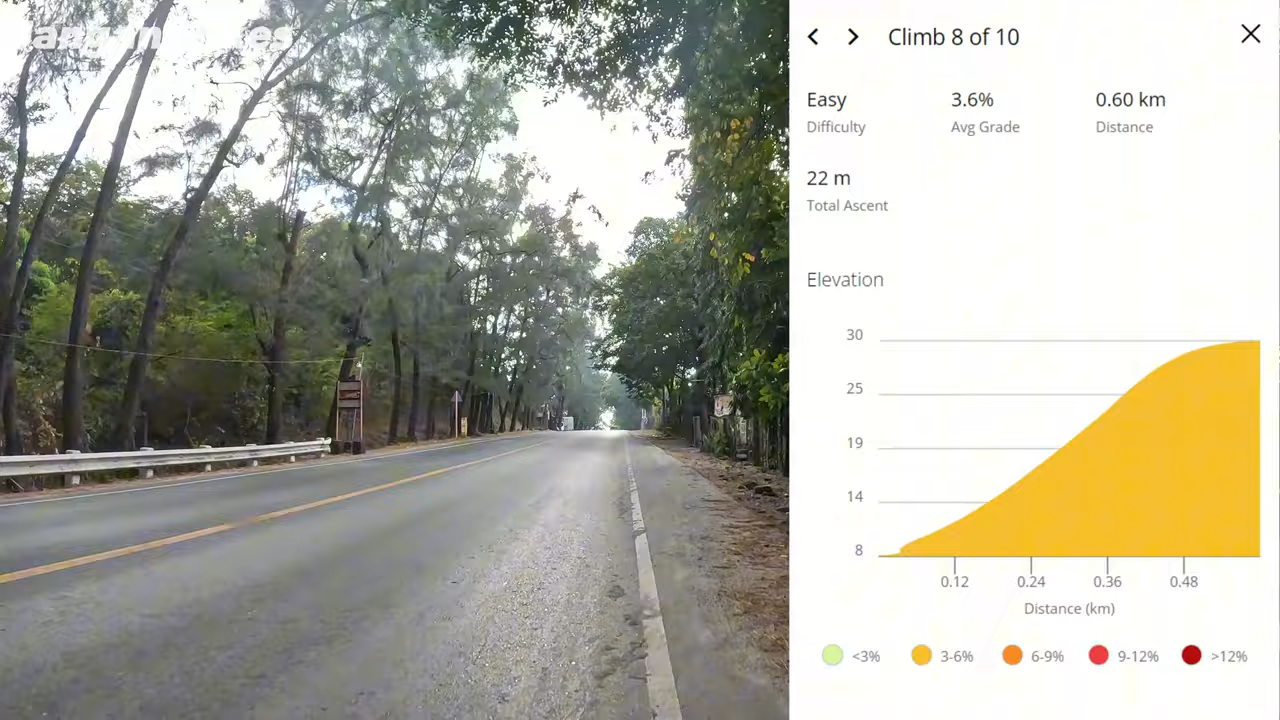 Climb 8 of 10
Easy
Difficulty
3.6%
Avg Grade
0.60 km
Distance
22 m
Total Ascent
Elevation
30
25
19
14
8
0.12
0.24
0.36
0.48
Distance (km)
<3%
3-6%
6-9%
9-12%
>12%